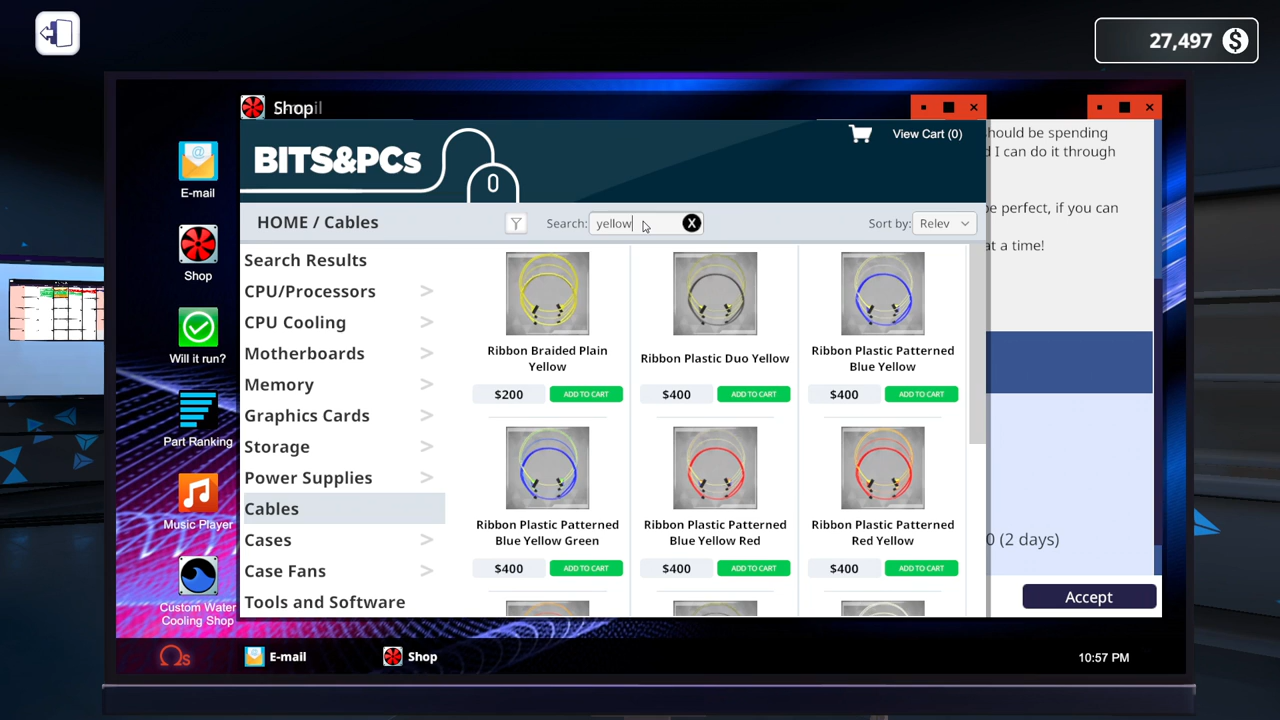 27,497 $
Shop
hould be spending
View Cart (0)
BITS&PCs
d I can do it through
@
E-mail
be perfect, if you can
HOME / Cables
Search:
yellow
X
Sort by:
Relev
at a time!
Shop
Search Results
CPU/Processors >
CPU Cooling >
Motherboards >
Memory >
Graphics Cards >
Storage >
Power Supplies >
Cables
Cases >
Case Fans >
Tools and Software
Ribbon Braided Plain
Yellow
$200
ADD TO CART
Ribbon Plastic Duo Yellow
$400
ADD TO CART
Ribbon Plastic Patterned
Blue Yellow
$400
ADD TO CART
Ribbon Plastic Patterned
Blue Yellow Green
$400
ADD TO CART
Ribbon Plastic Patterned
Blue Yellow Red
$400
ADD TO CART
Ribbon Plastic Patterned
Red Yellow
$400
ADD TO CART
Will it run?
Part Ranking
Music Player
Custom Water
Cooling Shop
0 (2 days)
Accept
Ωs
E-mail
Shop
10:57 PM